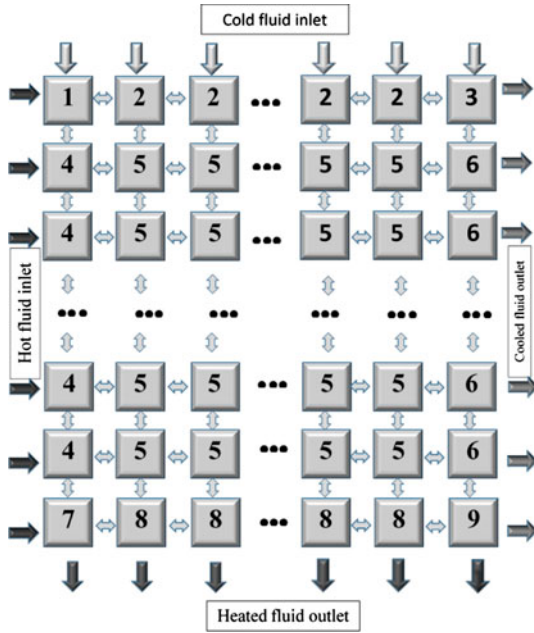 Cold fluid inlet
1 2 2 ••• 2 2 3
4 5 5 ••• 5 5 6
4 5 5 ••• 5 5 6
Hot fluid inlet
Cooled fluid outlet
••• ••• ••• ••• ••• •••
4 5 5 ••• 5 5 6
4 5 5 ••• 5 5 6
7 8 8 ••• 8 8 9
Heated fluid outlet